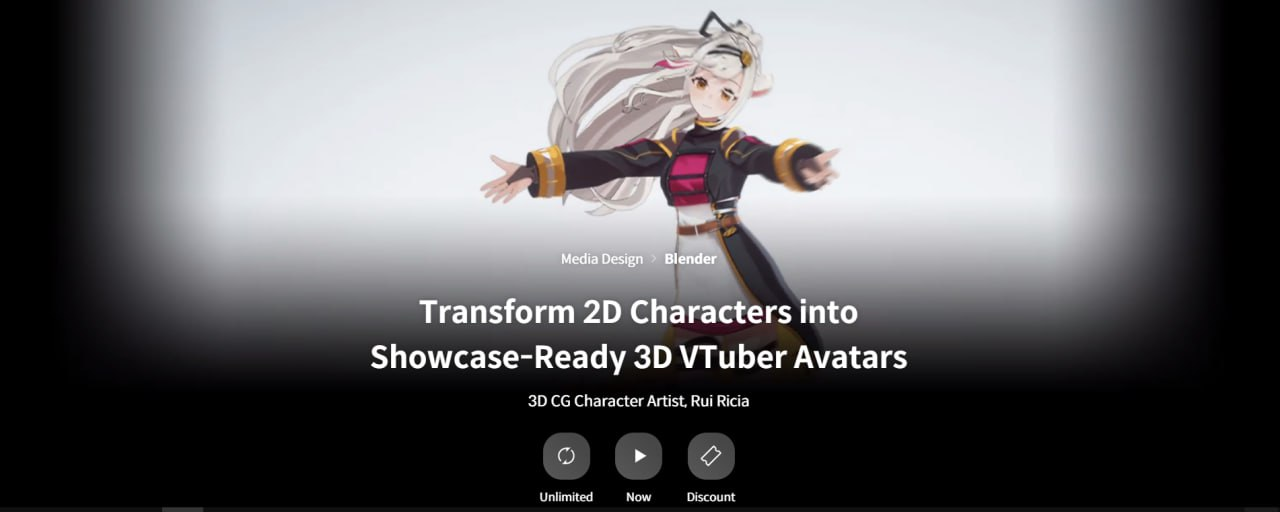 Media Design > Blender
Transform 2D Characters into
Showcase-Ready 3D VTuber Avatars
3D CG Character Artist, Rui Ricia
Unlimited Now Discount